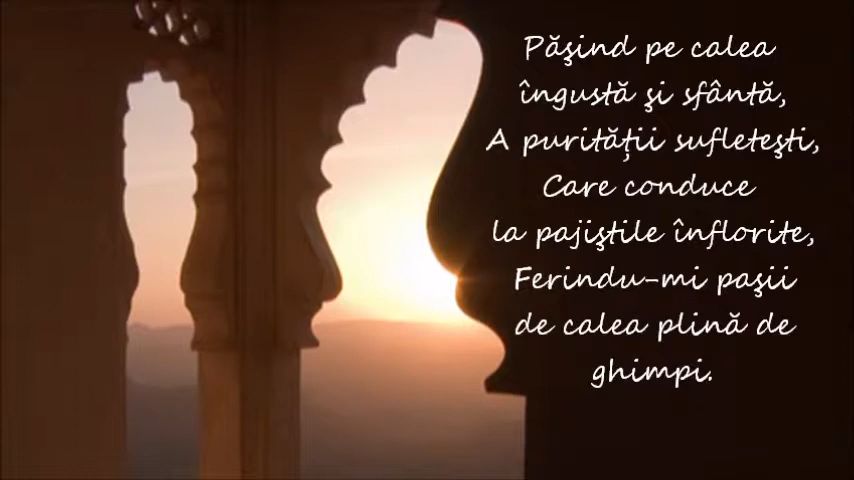 Păşind pe calea
îngustă şi sfântă,
A purităţii sufleteşti,
Care conduce
la pajiştile înflorite,
Ferindu-mi paşii
de calea plină de
ghimpi.